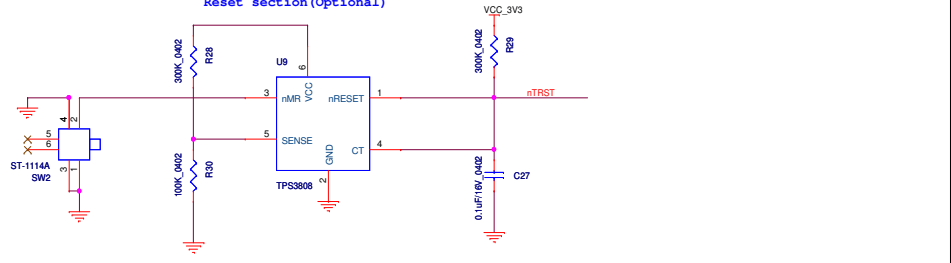 Reset section(Optional)
VCC_3V3
300K_0402
R28
U9
6
300K_0402
R29
3
nMR
VCC
nRESET
1
nTRST
4
2
5
6
5
SENSE
CT
4
GND
ST-1114A
SW2
3
1
100K_0402
R30
2
TPS3808
0.1uF/16V_0402
C27